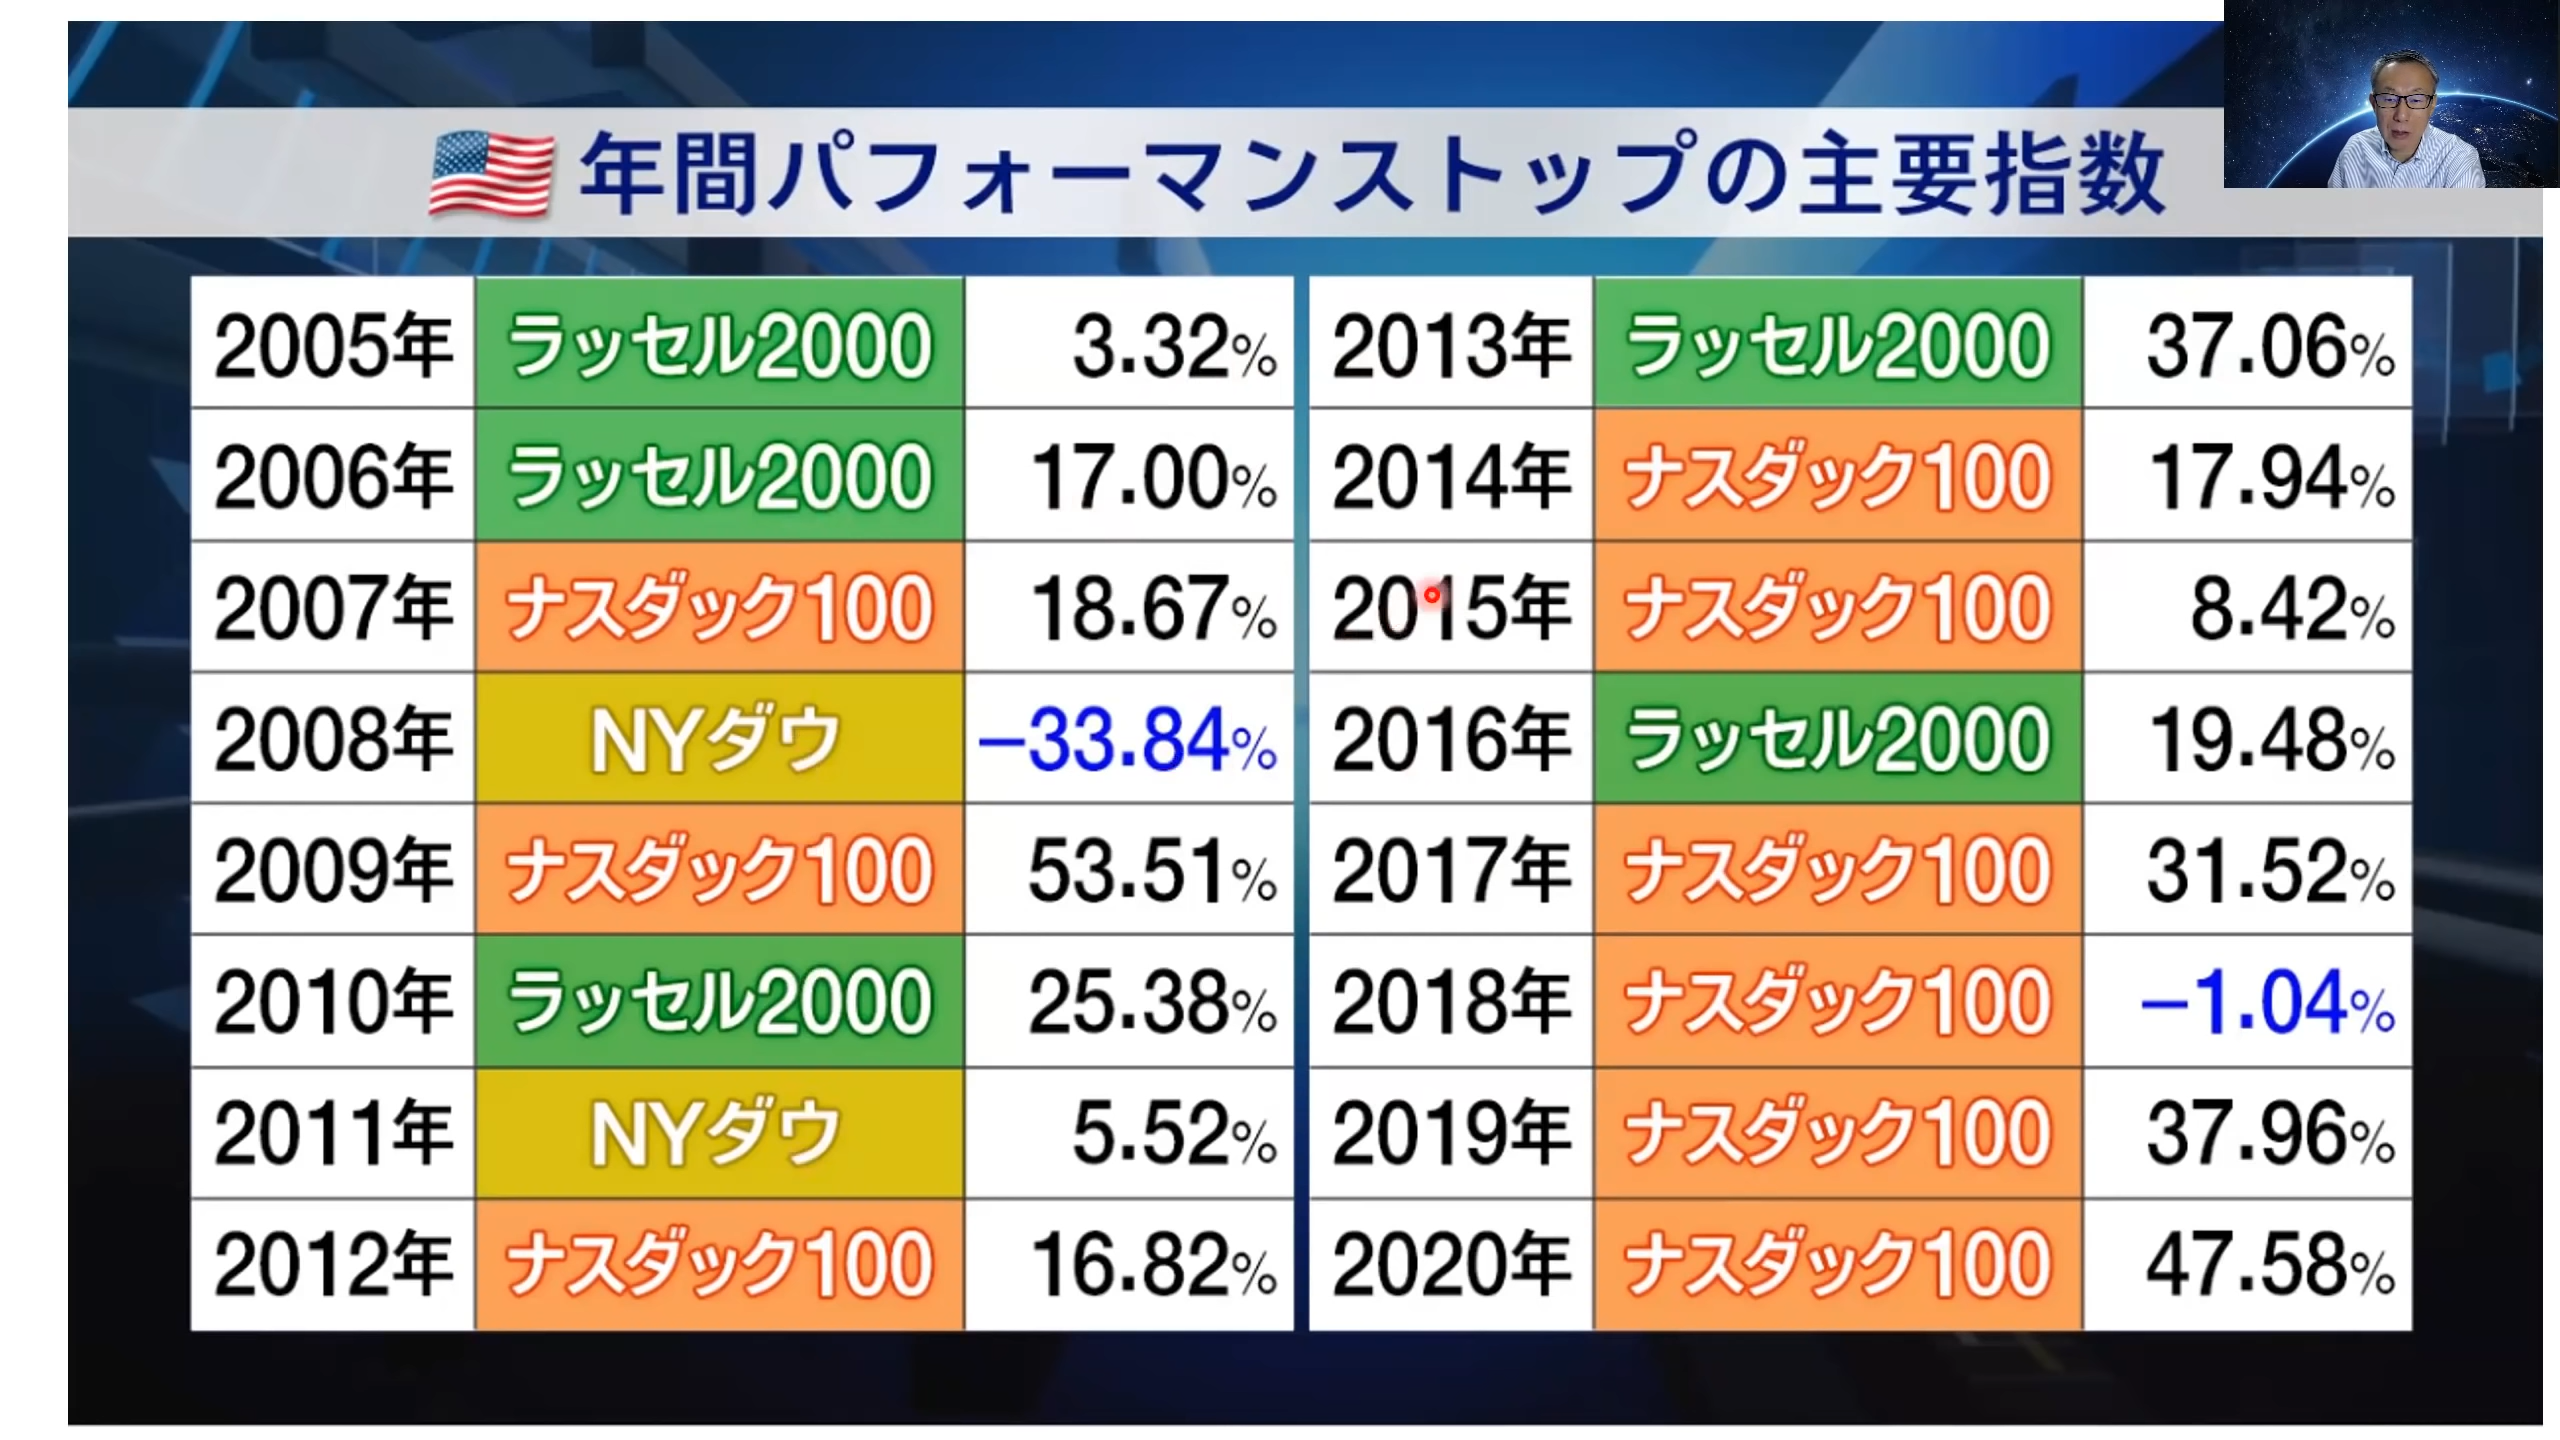 年間パフォーマンストップの主要指数
2005年 ラッセル2000 3.32%
2006年 ラッセル2000 17.00%
2007年 ナスダック100 18.67%
2008年 NYダウ −33.84%
2009年 ナスダック100 53.51%
2010年 ラッセル2000 25.38%
2011年 NYダウ 5.52%
2012年 ナスダック100 16.82%
2013年 ラッセル2000 37.06%
2014年 ナスダック100 17.94%
2015年 ナスダック100 8.42%
2016年 ラッセル2000 19.48%
2017年 ナスダック100 31.52%
2018年 ナスダック100 −1.04%
2019年 ナスダック100 37.96%
2020年 ナスダック100 47.58%